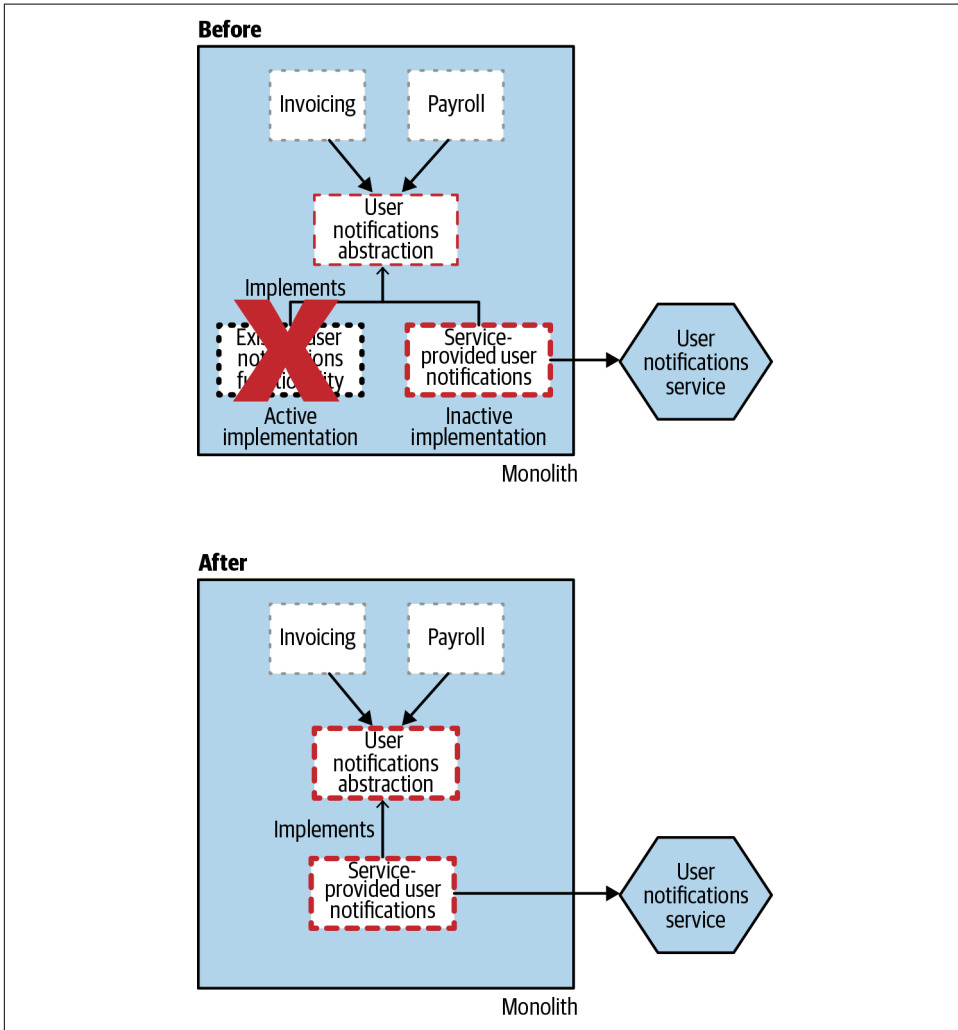 Before
Invoicing
Payroll
User
notifications
abstraction
Implements
user
Service-
provided user
notifications
User
notifications
service
Active
implementation
Inactive
implementation
Monolith
After
Invoicing
Payroll
User
notifications
abstraction
Implements
Service-
provided user
notifications
User
notifications
service
Monolith